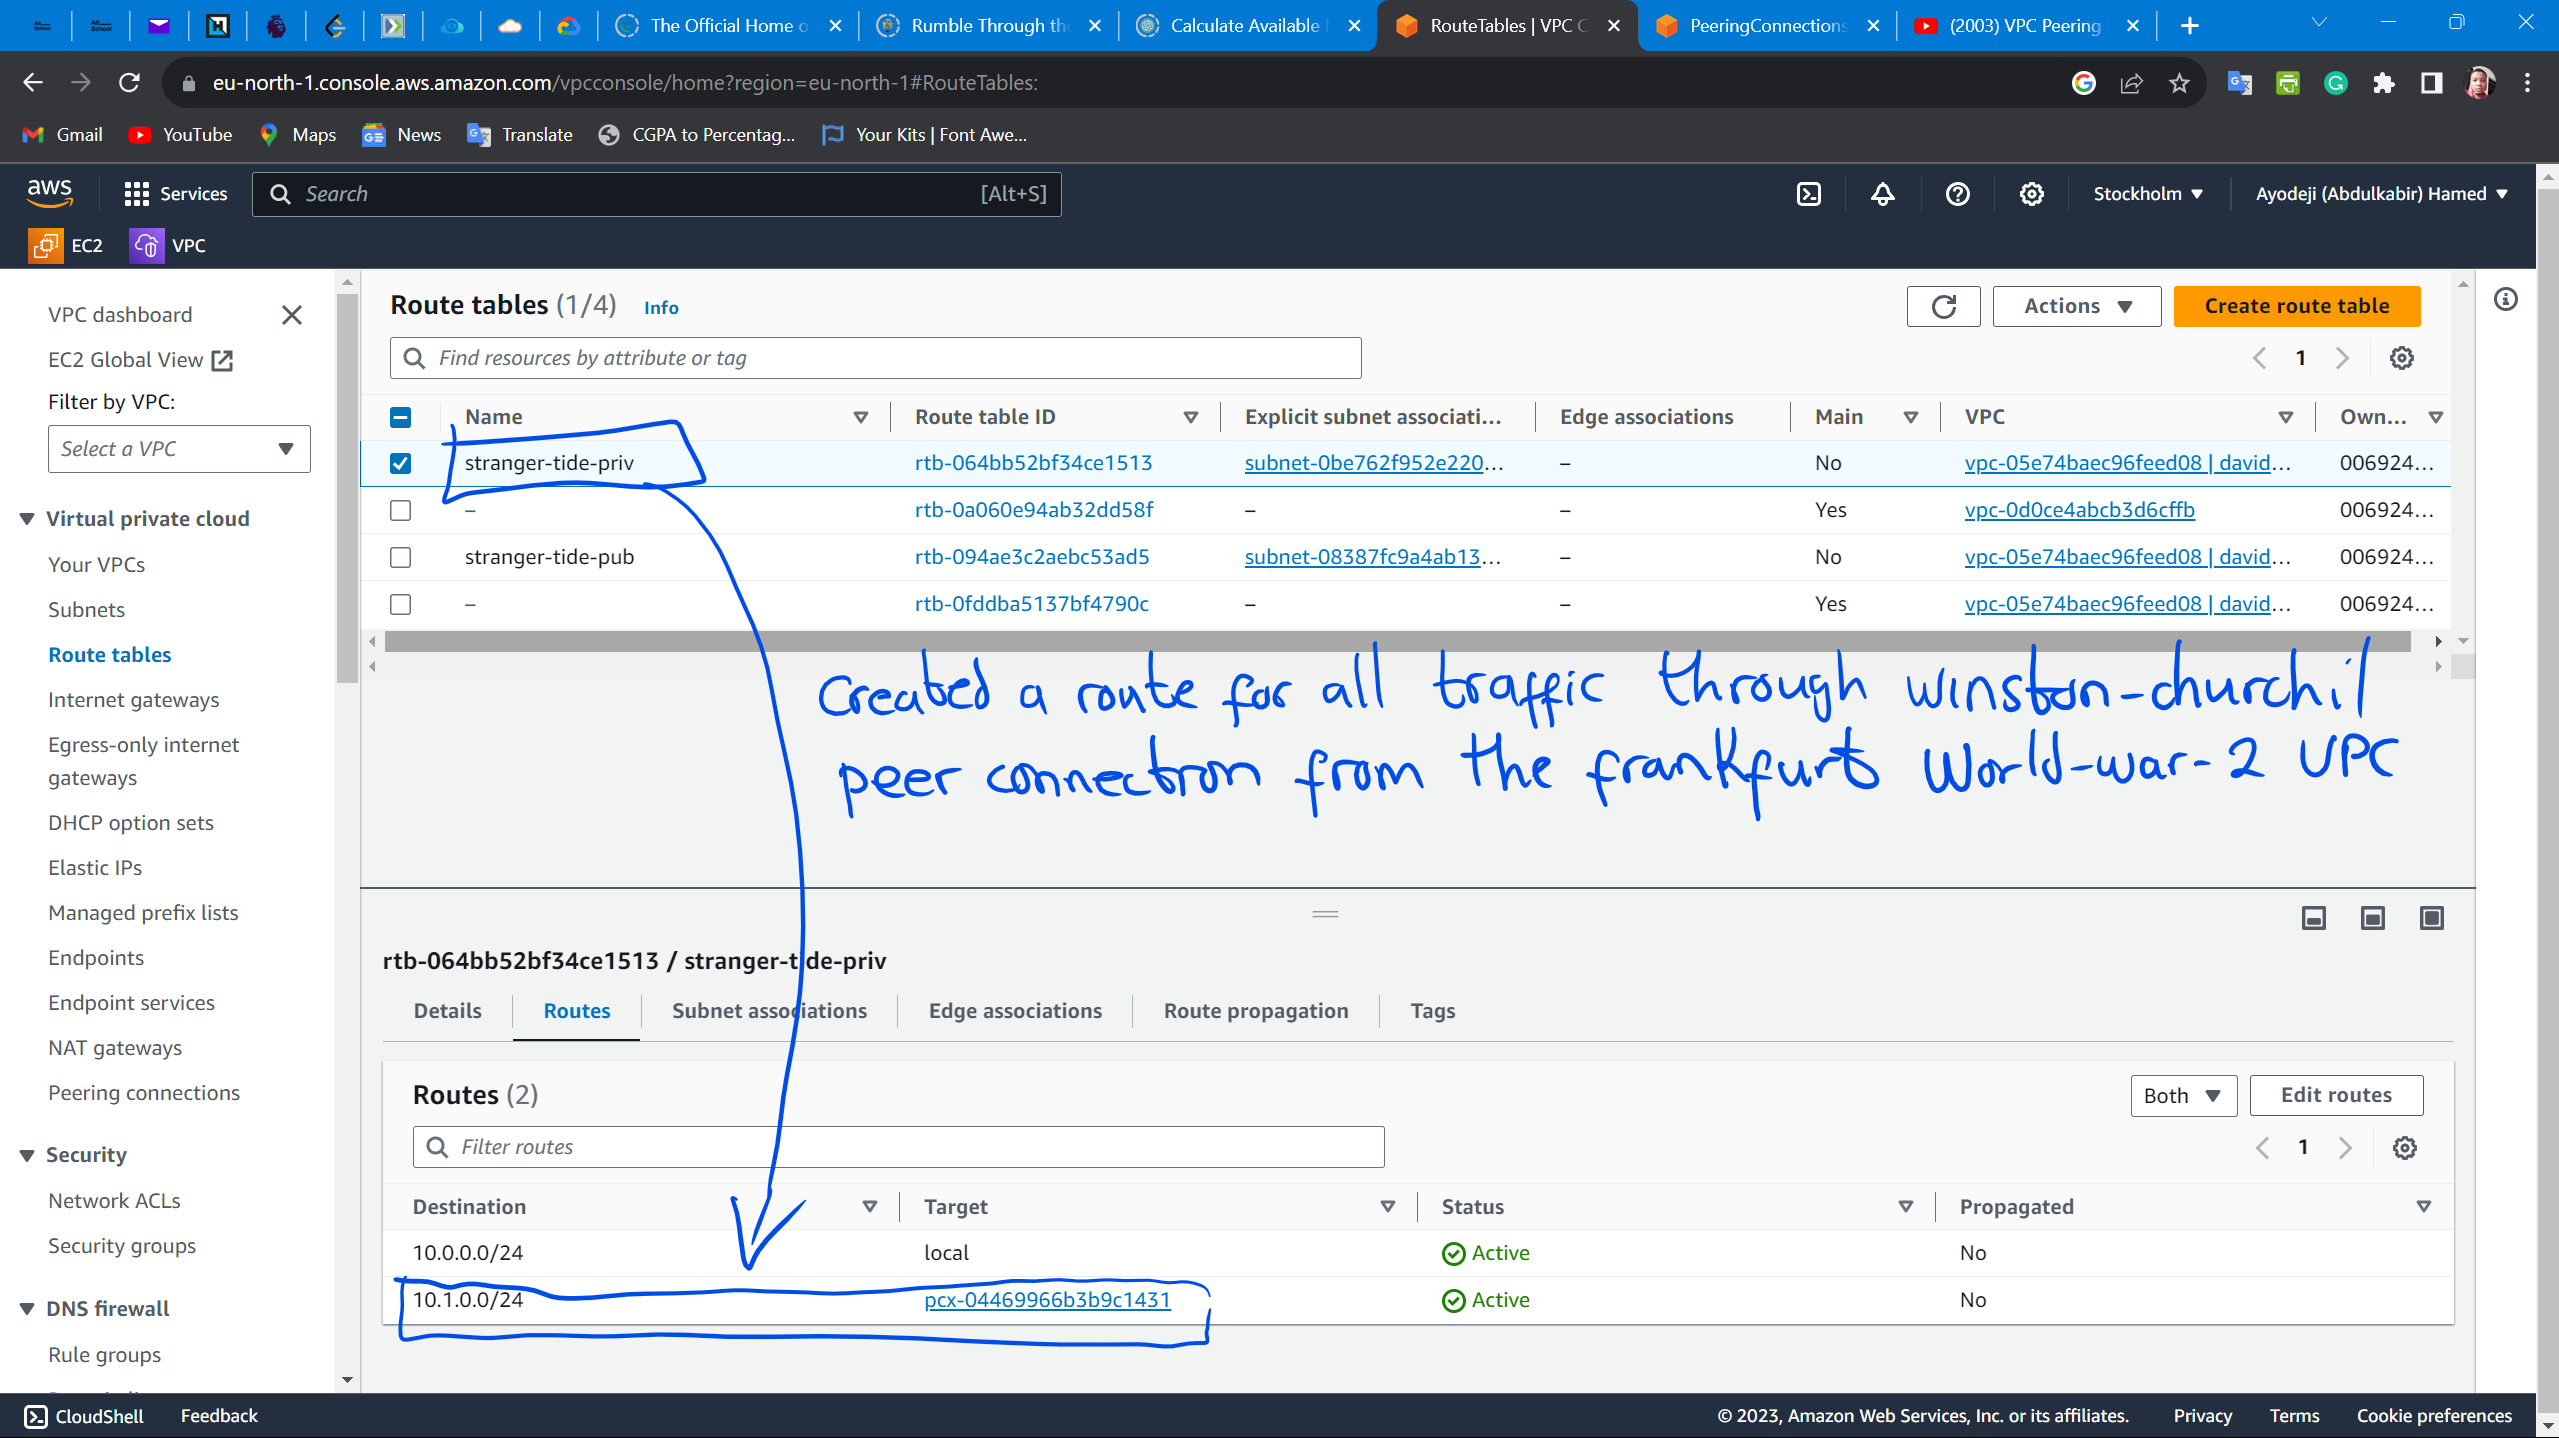 The Official Home o
Rumble Through the
Calculate Available
RouteTables | VPC C
PeeringConnections
(2003) VPC Peering
eu-north-1.console.aws.amazon.com/vpcconsole/home?region=eu-north-1#RouteTables:
Gmail YouTube Maps News Translate CGPA to Percentag... Your Kits | Font Awe...
aws Services Search [Alt+S] Stockholm Ayodeji (Abdulkabir) Hamed
EC2 VPC
VPC dashboard
EC2 Global View
Filter by VPC:
Select a VPC
Virtual private cloud
Your VPCs
Subnets
Route tables
Internet gateways
Egress-only internet
gateways
DHCP option sets
Elastic IPs
Managed prefix lists
Endpoints
Endpoint services
NAT gateways
Peering connections
Security
Network ACLs
Security groups
DNS firewall
Rule groups
Route tables (1/4) Info
Actions
Create route table
Find resources by attribute or tag
1
Name Route table ID Explicit subnet associati... Edge associations Main VPC Own...
stranger-tide-priv rtb-064bb52bf34ce1513 subnet-0be762f952e220... – No vpc-05e74baec96feed08 | david... 006924...
– rtb-0a060e94ab32dd58f – – Yes vpc-0d0ce4abcb3d6cffb 006924...
stranger-tide-pub rtb-094ae3c2aebc53ad5 subnet-08387fc9a4ab13... – No vpc-05e74baec96feed08 | david... 006924...
– rtb-0fddba5137bf4790c – – Yes vpc-05e74baec96feed08 | david... 006924...
Created a route for all traffic through winston-churchil
peer connection from the frankfurt World-war-2 VPC
rtb-064bb52bf34ce1513 / stranger-tide-priv
Details Routes Subnet associations Edge associations Route propagation Tags
Routes (2)
Both
Edit routes
Filter routes
1
Destination Target Status Propagated
10.0.0.0/24 local Active No
10.1.0.0/24 pcx-04469966b3b9c1431 Active No
CloudShell Feedback © 2023, Amazon Web Services, Inc. or its affiliates. Privacy Terms Cookie preferences